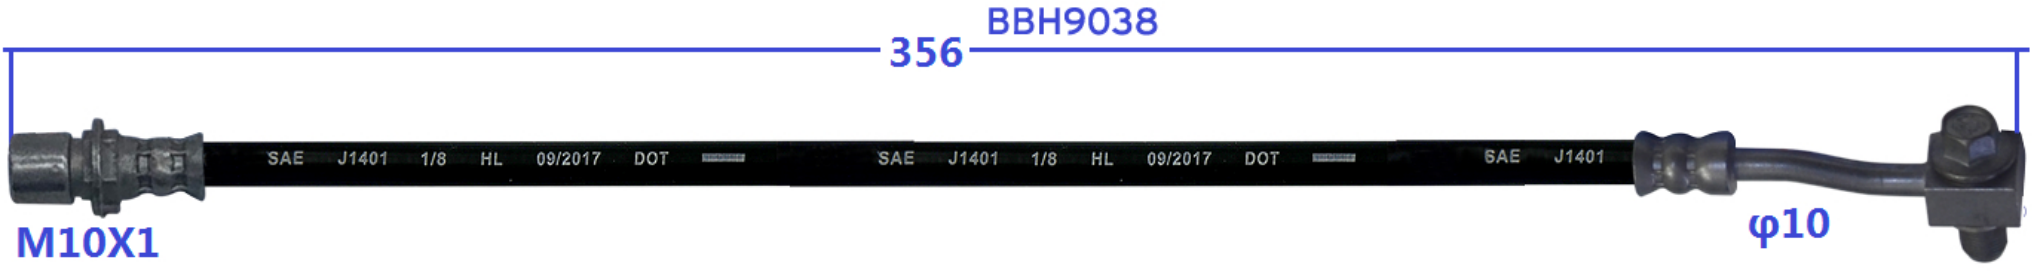 BBH9038
356
SAE J1401 1/8 HL 09/2017 DOT SAE J1401 1/8 HL 09/2017 DOT SAE J1401
M10X1
φ10